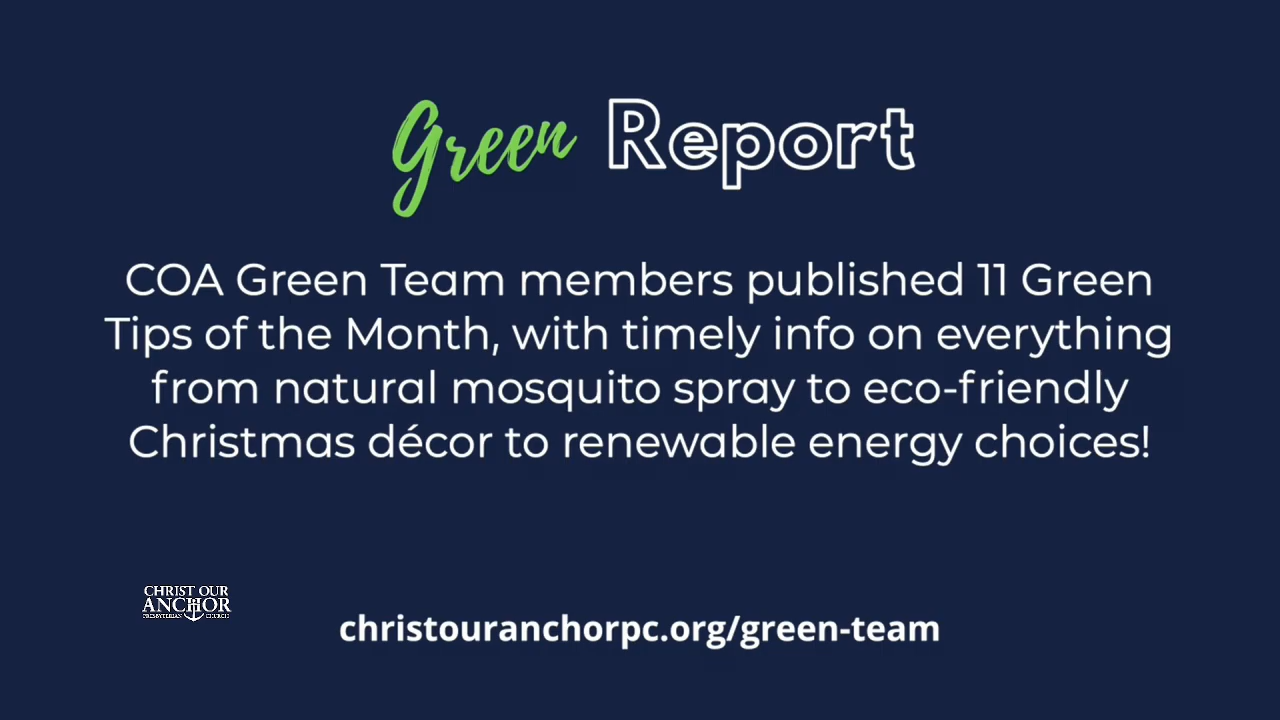 Green Report
COA Green Team members published 11 Green
Tips of the Month, with timely info on everything
from natural mosquito spray to eco-friendly
Christmas décor to renewable energy choices!
CHRIST OUR
ANCHOR
PRESBYTERIAN CHURCH
christouranchorpc.org/green-team